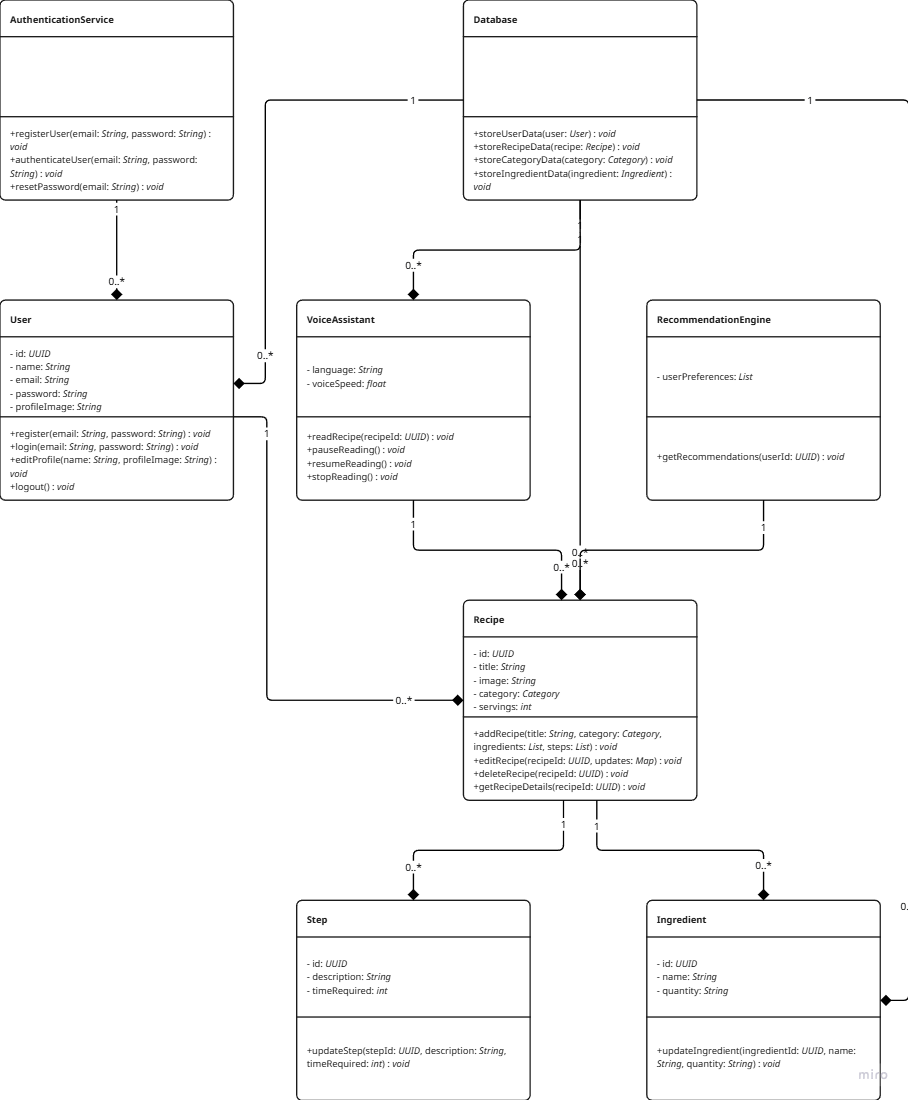 AuthenticationService
+registerUser(email: String, password: String) :
void
+authenticateUser(email: String, password:
String) : void
+resetPassword(email: String) : void
Database
+storeUserData(user: User) : void
+storeRecipeData(recipe: Recipe) : void
+storeCategoryData(category: Category) : void
+storeIngredientData(ingredient: Ingredient) :
void
1
1
1
0..*
1
1
0..*
0..*
User
- id: UUID
- name: String
- email: String
- password: String
- profileImage: String
+register(email: String, password: String) : void
+login(email: String, password: String) : void
+editProfile(name: String, profileImage: String) :
void
+logout() : void
1
VoiceAssistant
- language: String
- voiceSpeed: float
+readRecipe(recipeId: UUID) : void
+pauseReading() : void
+resumeReading() : void
+stopReading() : void
RecommendationEngine
- userPreferences: List
+getRecommendations(userId: UUID) : void
1
1
0..*
0..*
0..*
0..*
Recipe
- id: UUID
- title: String
- image: String
- category: Category
- servings: int
+addRecipe(title: String, category: Category,
ingredients: List, steps: List) : void
+editRecipe(recipeId: UUID, updates: Map) : void
+deleteRecipe(recipeId: UUID) : void
+getRecipeDetails(recipeId: UUID) : void
1
1
0..*
0..*
Step
- id: UUID
- description: String
- timeRequired: int
+updateStep(stepId: UUID, description: String,
timeRequired: int) : void
Ingredient
- id: UUID
- name: String
- quantity: String
+updateIngredient(ingredientId: UUID, name:
String, quantity: String) : void
0.
miro